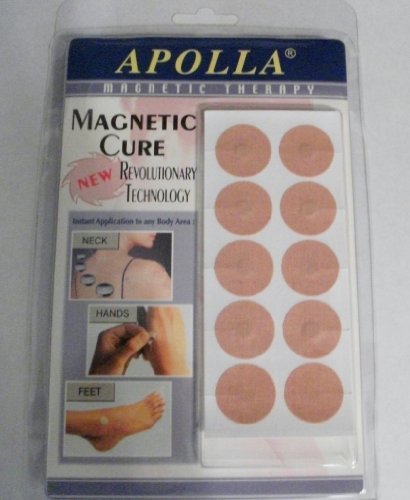 APOLLA®
MAGNETIC THERAPY
MAGNETIC
CURE
NEW
REVOLUTIONARY
TECHNOLOGY
Instant Application to any Body Area :
NECK
HANDS
FEET